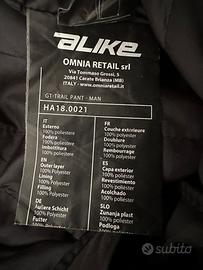 ALIKE
OMNIA RETAIL srl
Via Tommaso Grossi, 5
20841 Carate Brianza (MB)
ITALY - www.omniaretail.it
GT-TRAIL PANT - MAN
HA18.0021
IT
Esterno
100% poliestere
Fodera
100% poliestere
Imbottitura
100% poliestere
EN
Outer layer
100% Polyester
Lining
100% Polyester
Filling
100% Polyester
DE
Äußere Schicht
100% Polyester
Futter
100% Polyester
FR
Couche extérieure
100% Polyester
Doublure
100% Polyester
Rembourrage
100% Polyester
ES
Capa exterior
100% Poliéster
Revestimiento
100% Poliéster
Acolchado
100% Poliéster
SLO
Zunanja plast
100% Poliester
Podloga
subito